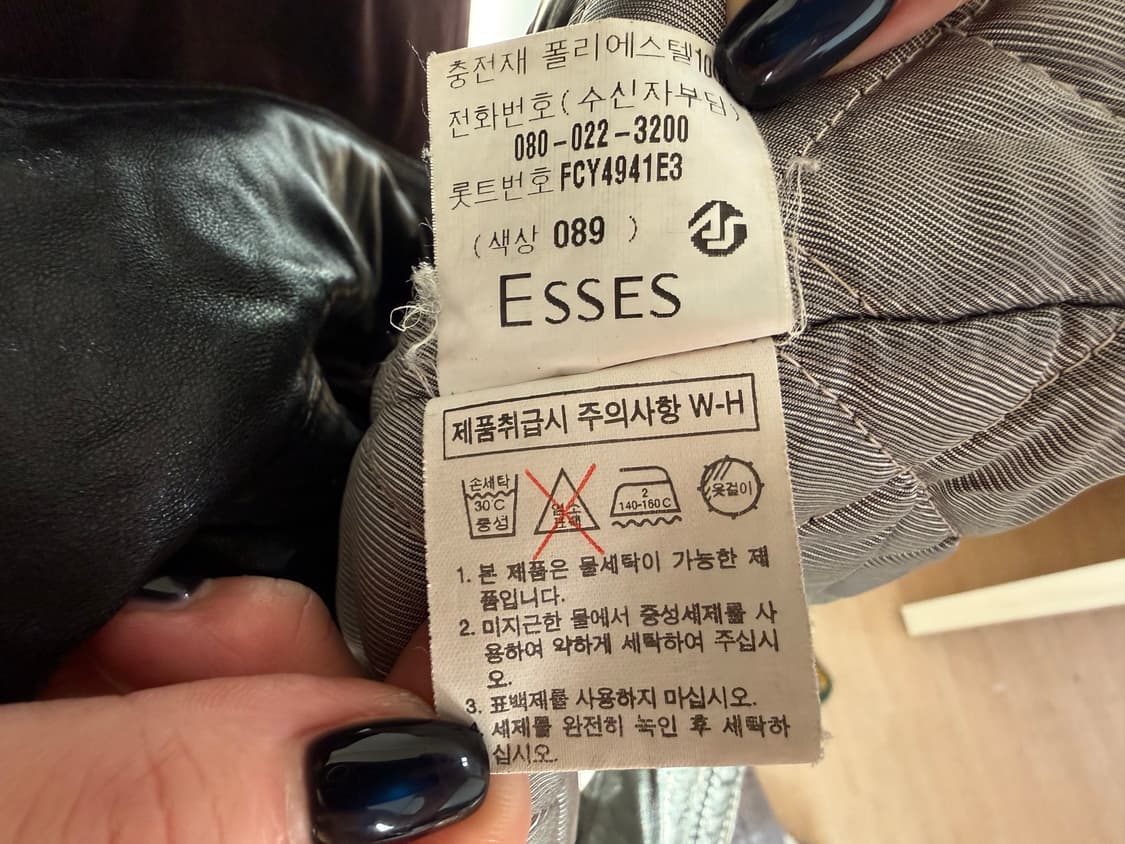 충전재 폴리에스텔
전화번호(수신자부담)
080-022-3200
롯트번호 FCY4941E3
(색상 089 )
ESSES
제품취급시 주의사항 W-H
손세탁
30℃
중성
염소
표백
2
140-160℃
옷걸이
1. 본 제품은 물세탁이 가능한 제
품입니다.
2. 미지근한 물에서 중성세제를 사
용하여 약하게 세탁하여 주십시
오.
3. 표백제를 사용하지 마십시오.
세제를 완전히 녹인 후 세탁하
십시오.